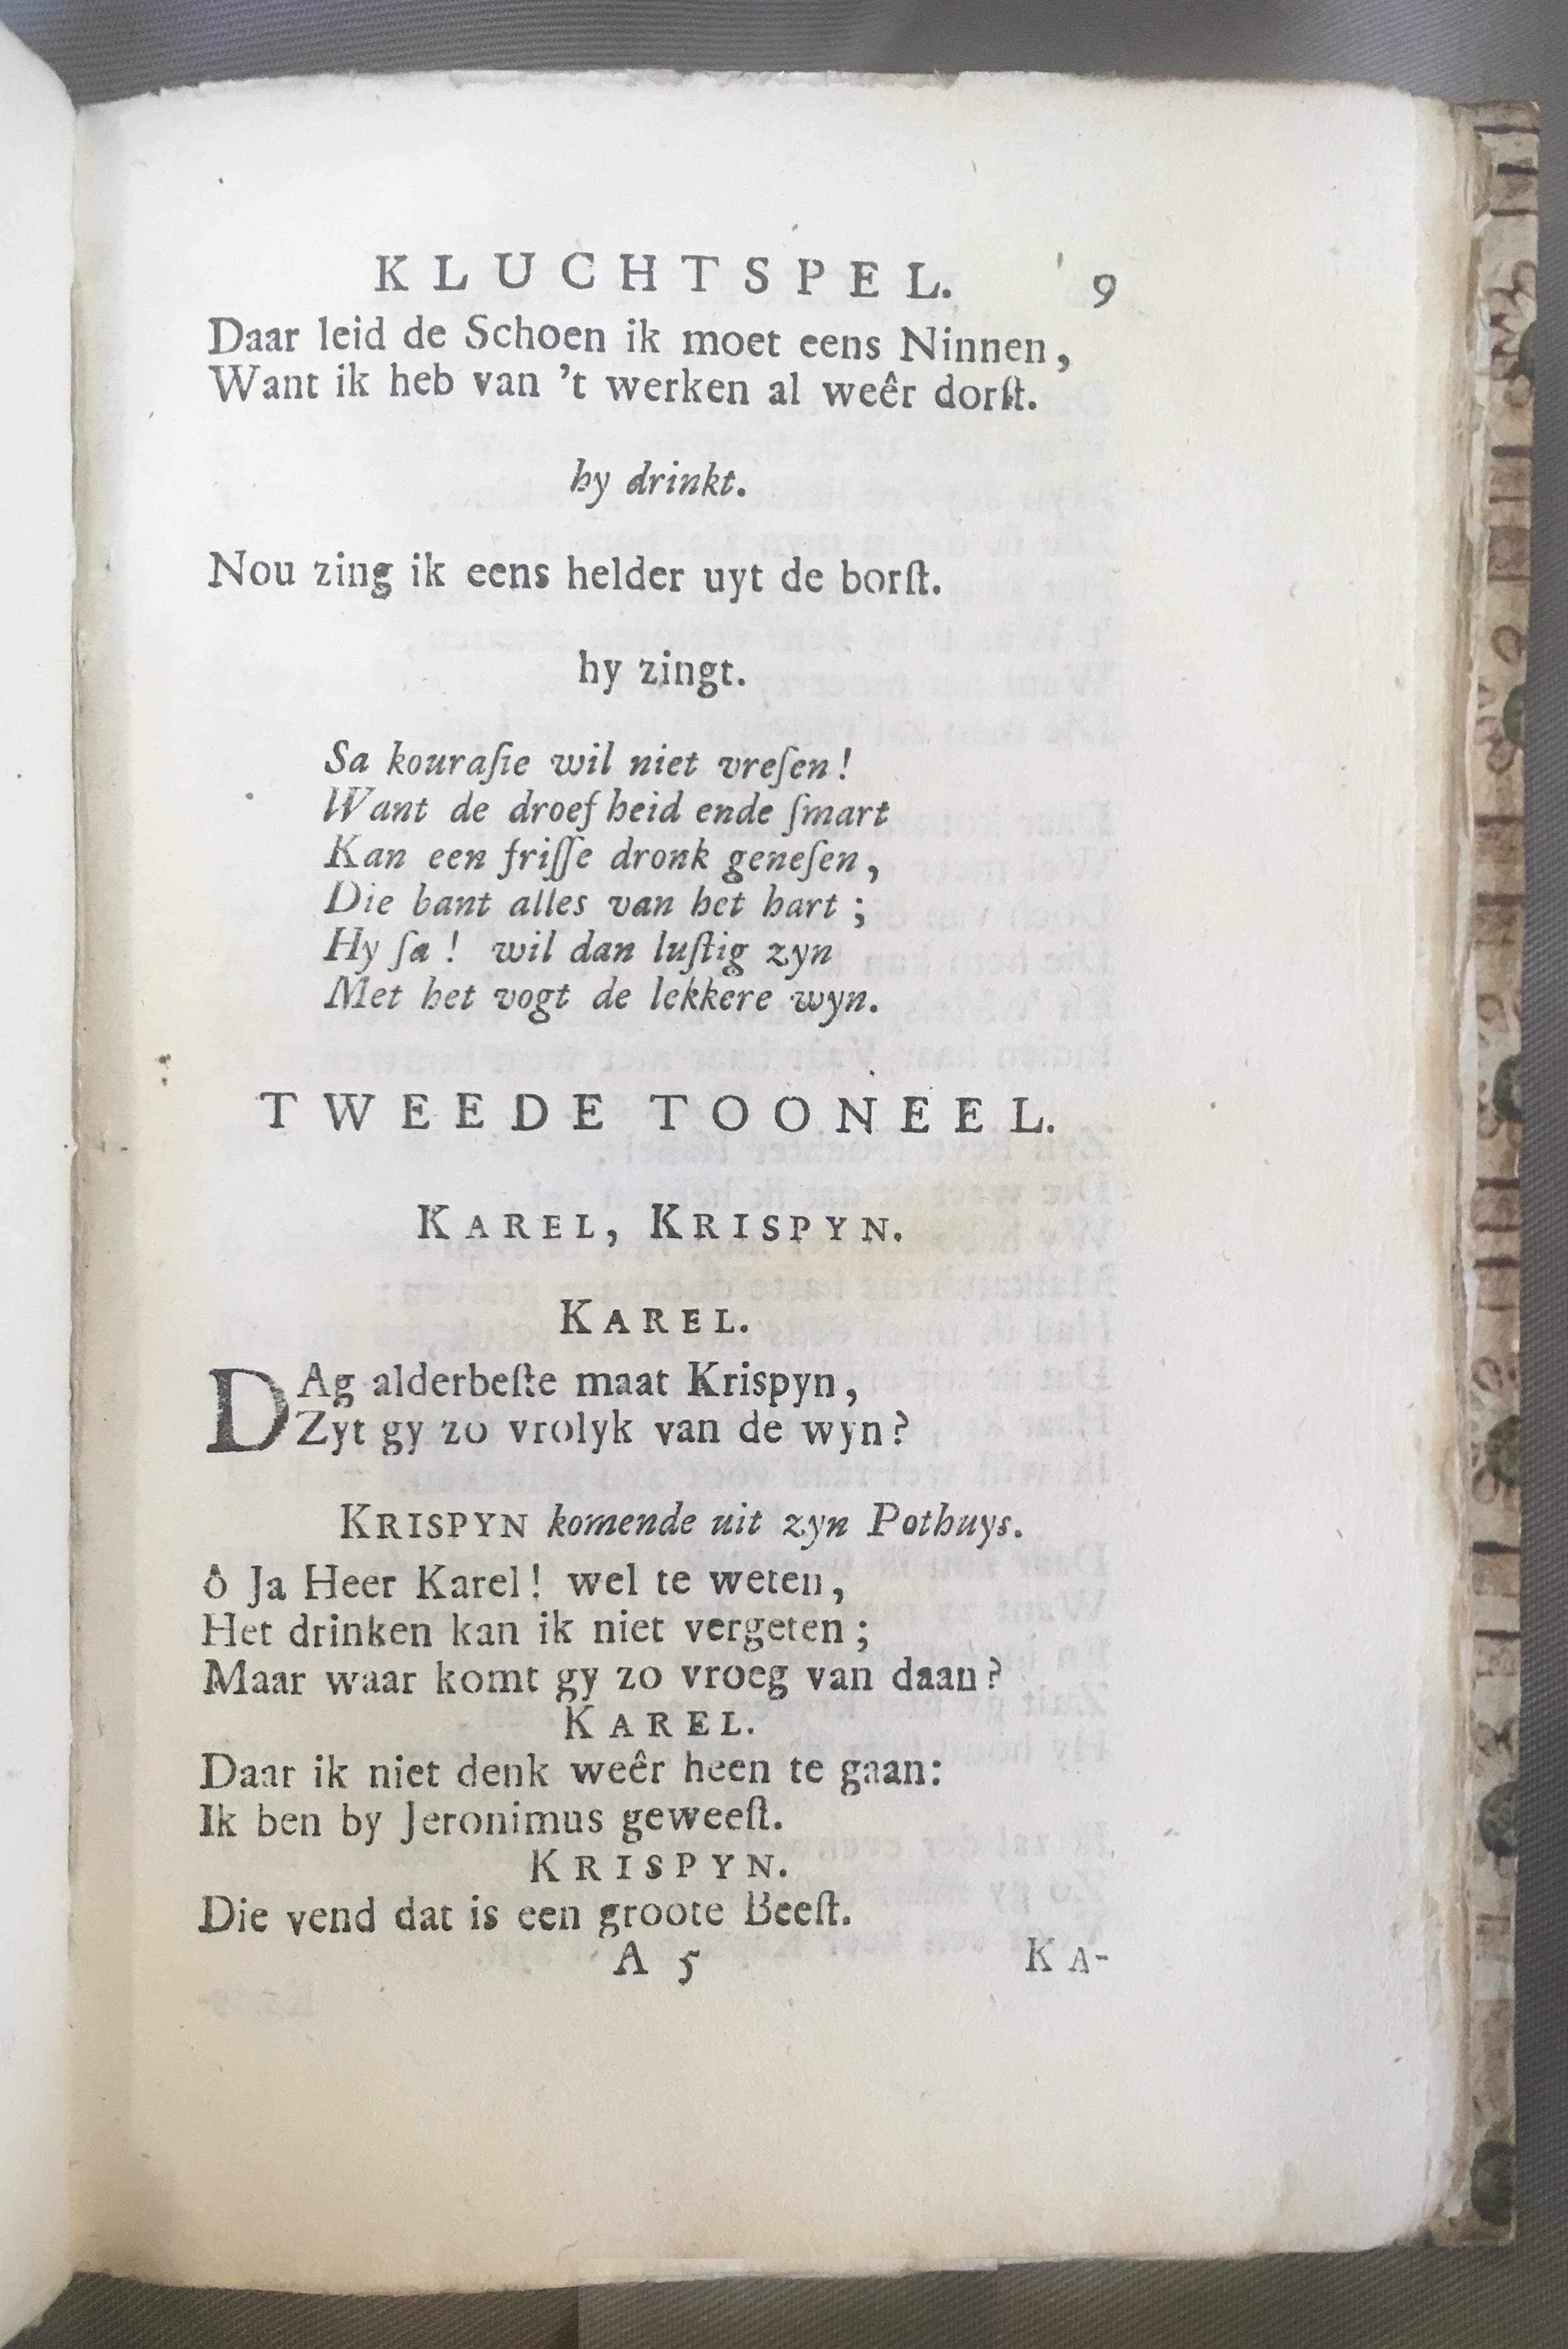 KLUCHTSPEL. 9
Daar leid de Schoen ik moet eens Ninnen,
Want ik heb van 't werken al weêr dorſt.
hy drinkt.
Nou zing ik eens helder uyt de borſt.
hy zingt.
Sa kouraſie wil niet vreſen!
Want de droefheid ende ſmart
Kan een friſſe dronk geneſen,
Die bant alles van het hart;
Hy ſa! wil dan luſtig zyn
Met het vogt de lekkere wyn.
TWEEDE TOONEEL.
KAREL, KRISPYN.
KAREL.
DAg alderbeſte maat Krispyn,
Zyt gy zo vrolyk van de wyn?
KRISPYN komende uit zyn Pothuys.
ô Ja Heer Karel! wel te weten,
Het drinken kan ik niet vergeten;
Maar waar komt gy zo vroeg van daan?
KAREL.
Daar ik niet denk weêr heen te gaan:
Ik ben by Jeronimus geweeſt.
KRISPYN.
Die vend dat is een groote Beeſt.
A 5 KA-